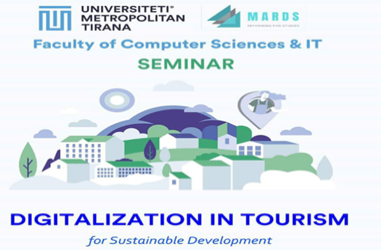 UNIVERSITETI
METROPOLITAN
TIRANA
MARDS
Faculty of Computer Sciences & IT
SEMINAR
DIGITALIZATION IN TOURISM
for Sustainable Development